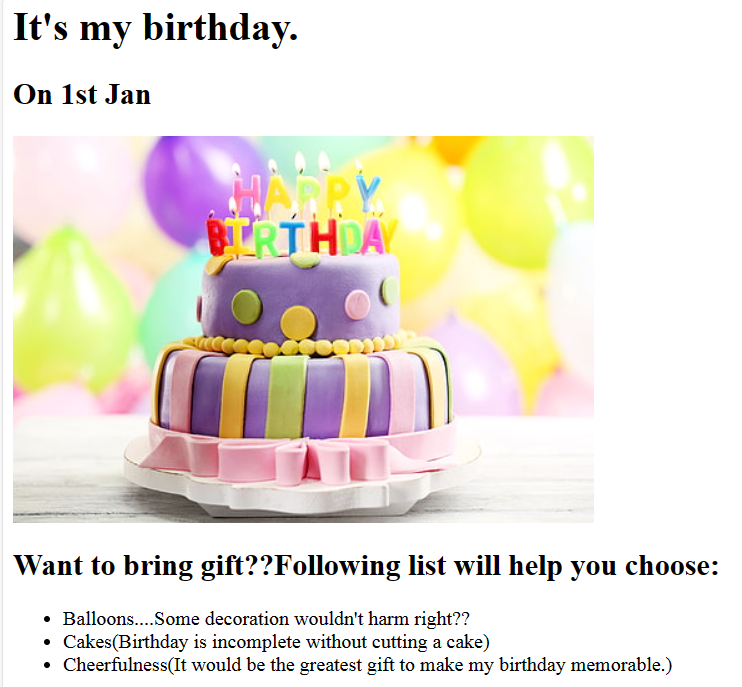 It's my birthday.
On 1st Jan
HAPPY
BIRTHDAY
Want to bring gift??Following list will help you choose:
Balloons....Some decoration wouldn't harm right??
Cakes(Birthday is incomplete without cutting a cake)
Cheerfulness(It would be the greatest gift to make my birthday memorable.)